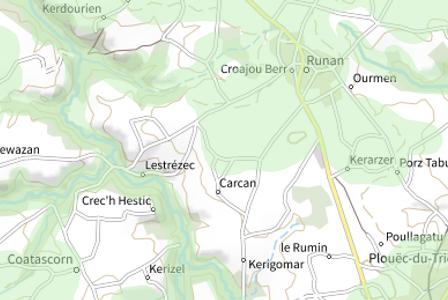 Kerdourien
Croajou Berr
Runan
Ourmen
ewazan
Lestrézec
Kerarzer
Porz Tabu
Carcan
Crec'h Hestic
Poullagatu
le Rumin
Plouëc-du-Tri
Coatascorn
Kerizel
Kerigomar